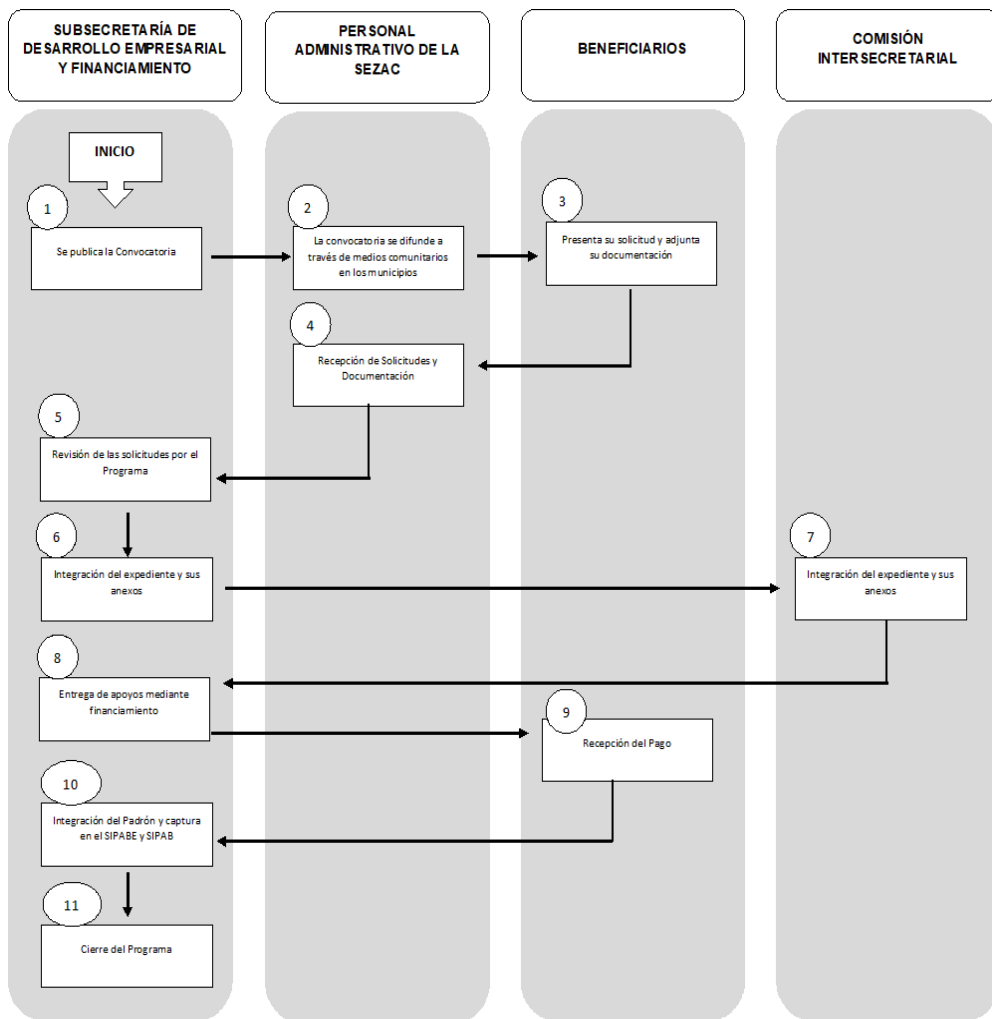 SUBSECRETARÍA DE
DESARROLLO EMPRESARIAL
Y FINANCIAMIENTO
PERSONAL
ADMINISTRATIVO DE LA
SEZAC
BENEFICIARIOS
COMISIÓN
INTERSECRETARIAL
INICIO
1
Se publica la Convocatoria
2
La convocatoria se difunde a
través de medios comunitarios
en los municipios
3
Presenta su solicitud y adjunta
su documentación
4
Recepción de Solicitudes y
Documentación
5
Revisión de las solicitudes por el
Programa
6
Integración del expediente y sus
anexos
7
Integración del expediente y sus
anexos
8
Entrega de apoyos mediante
financiamiento
9
Recepción del Pago
10
Integración del Padrón y captura
en el SIPABE y SIPAB
11
Cierre del Programa